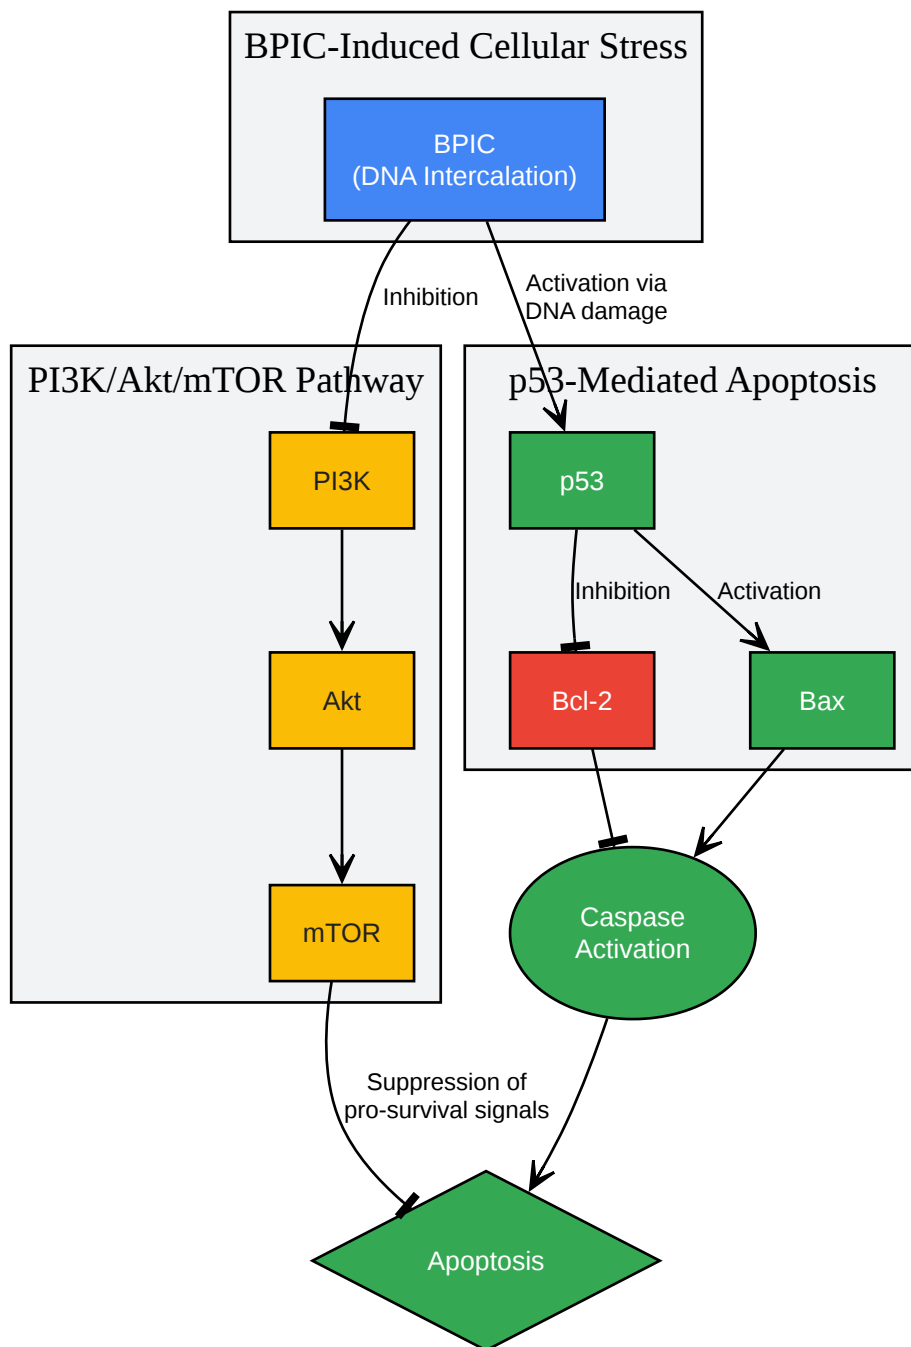 BPIC-Induced Cellular Stress
BPIC
(DNA Intercalation)
Inhibition
Activation via
DNA damage
PI3K/Akt/mTOR Pathway
p53-Mediated Apoptosis
PI3K
p53
Inhibition
Activation
Akt
Bcl-2
Bax
mTOR
Caspase
Activation
Suppression of
pro-survival signals
Apoptosis